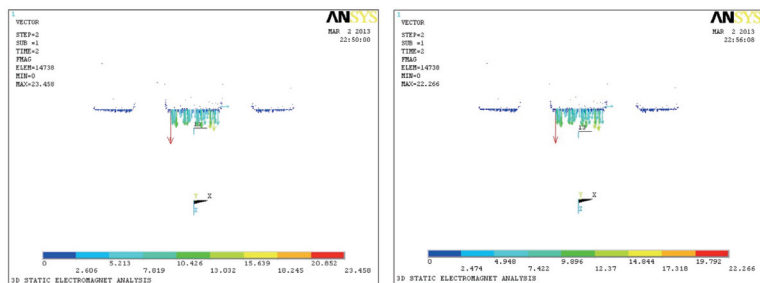 1
ANSYS
VECTOR
MAR 2 2013
22:50:00
STEP=2
SUB =1
TIME=2
FMAG
ELEM=14738
MIN=0
MAX=23.458
Y
X
Z
0 5.213 10.426 15.639 20.852
2.606 7.819 13.032 18.245 23.458
3D STATIC ELECTROMAGNET ANALYSIS
1
ANSYS
VECTOR
MAR 2 2013
22:56:08
STEP=2
SUB =1
TIME=2
FMAG
ELEM=14738
MIN=0
MAX=22.266
Y
X
Z
0 4.948 9.896 14.844 19.792
2.474 7.422 12.37 17.318 22.266
3D STATIC ELECTROMAGNET ANALYSIS